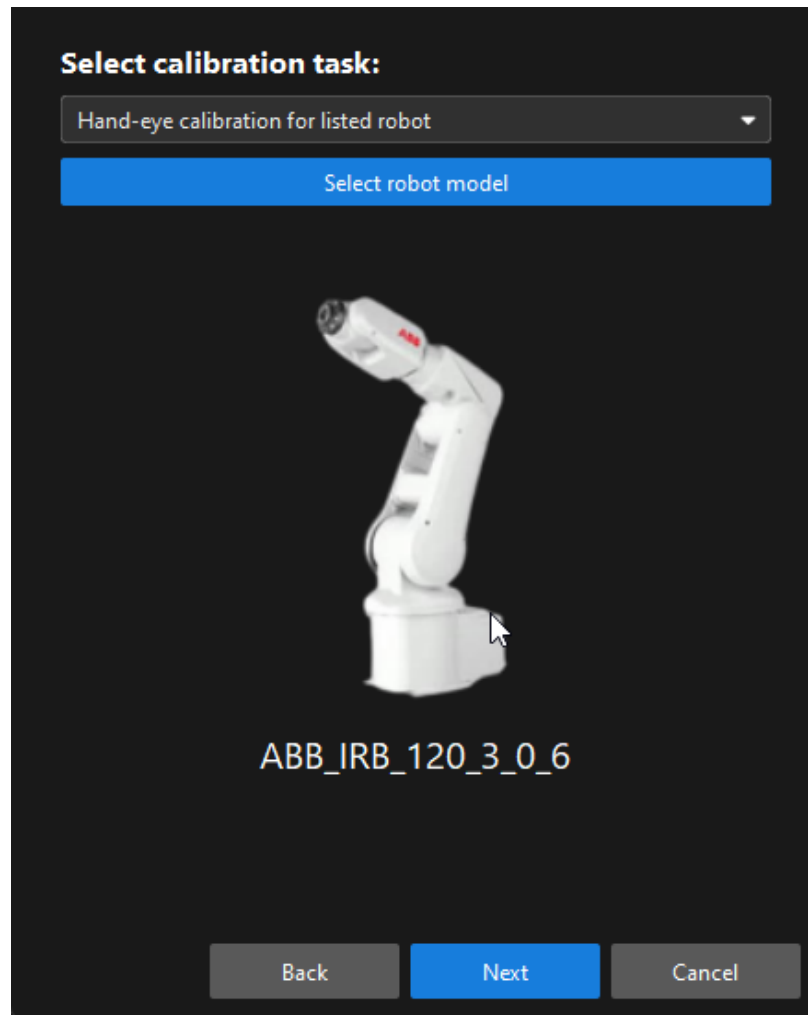 Select calibration task:
Hand-eye calibration for listed robot
Select robot model
ABB
ABB_IRB_120_3_0_6
Back
Next
Cancel